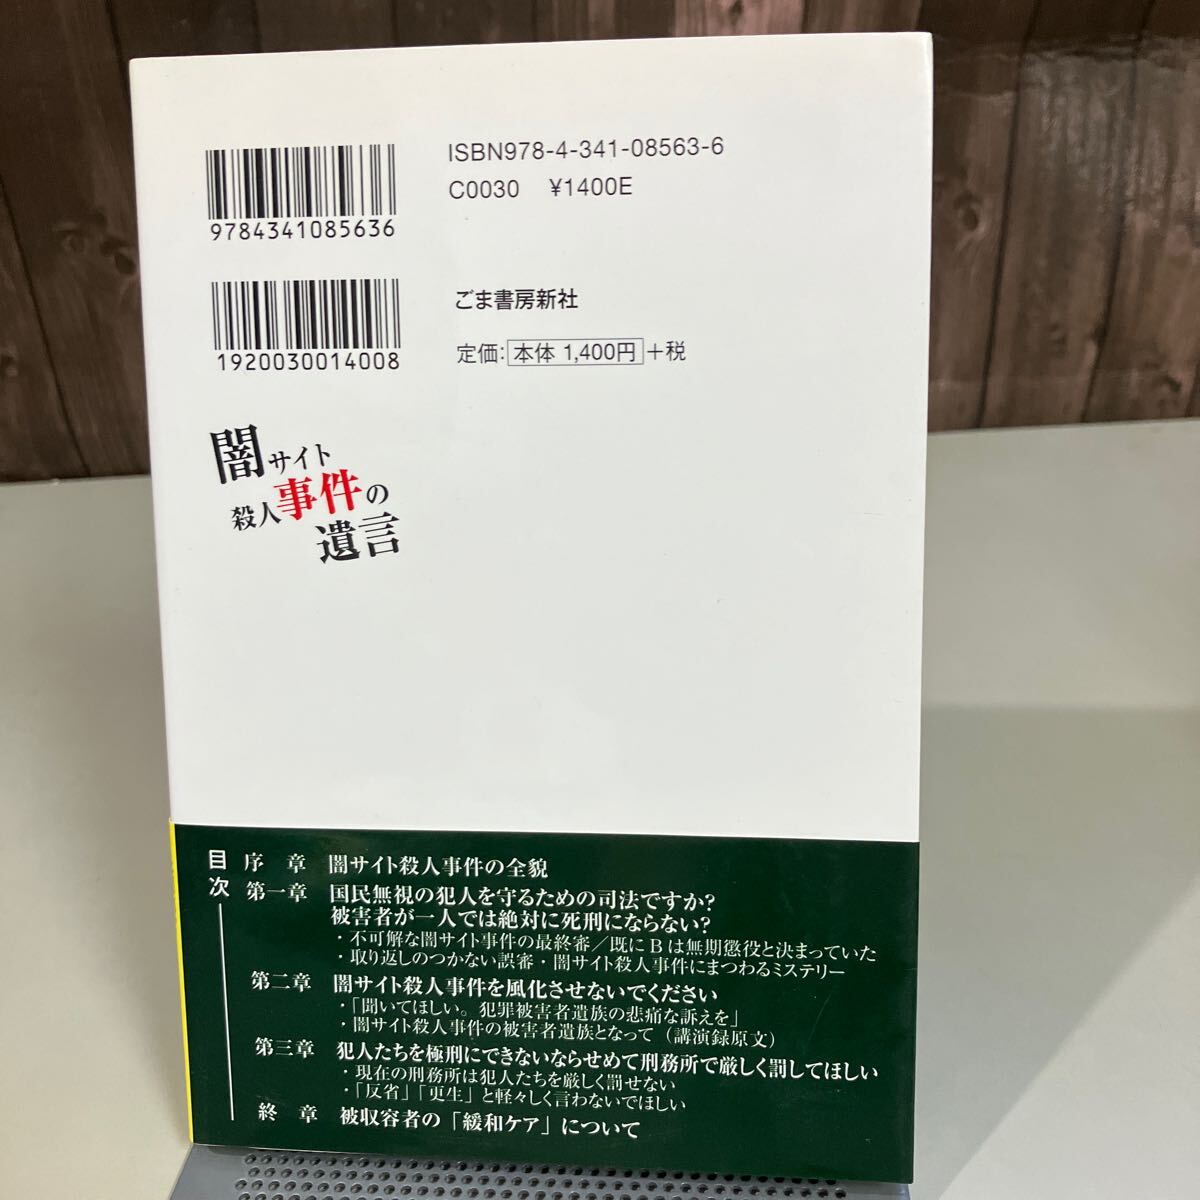 ISBN978-4-341-08563-6
C0030 ¥1400E
9784341085636
1920030014008
ごま書房新社
定価:本体 1,400円+税
闇サイト
殺人事件の
遺言
目次
序章 闇サイト殺人事件の全貌
第一章 国民無視の犯人を守るための司法ですか?
被害者が一人では絶対に死刑にならない?
・不可解な闇サイト事件の最終審/既にBは無期懲役と決まっていた
・取り返しのつかない誤審・闇サイト殺人事件にまつわるミステリー
第二章 闇サイト殺人事件を風化させないでください
・「聞いてほしい。犯罪被害者遺族の悲痛な訴えを」
・闇サイト殺人事件の被害者遺族となって(講演録原文)
第三章 犯人たちを極刑にできないならせめて刑務所で厳しく罰してほしい
・現在の刑務所は犯人たちを厳しく罰せない
・「反省」「更生」と軽々しく言わないでほしい
終章 被収容者の「緩和ケア」について